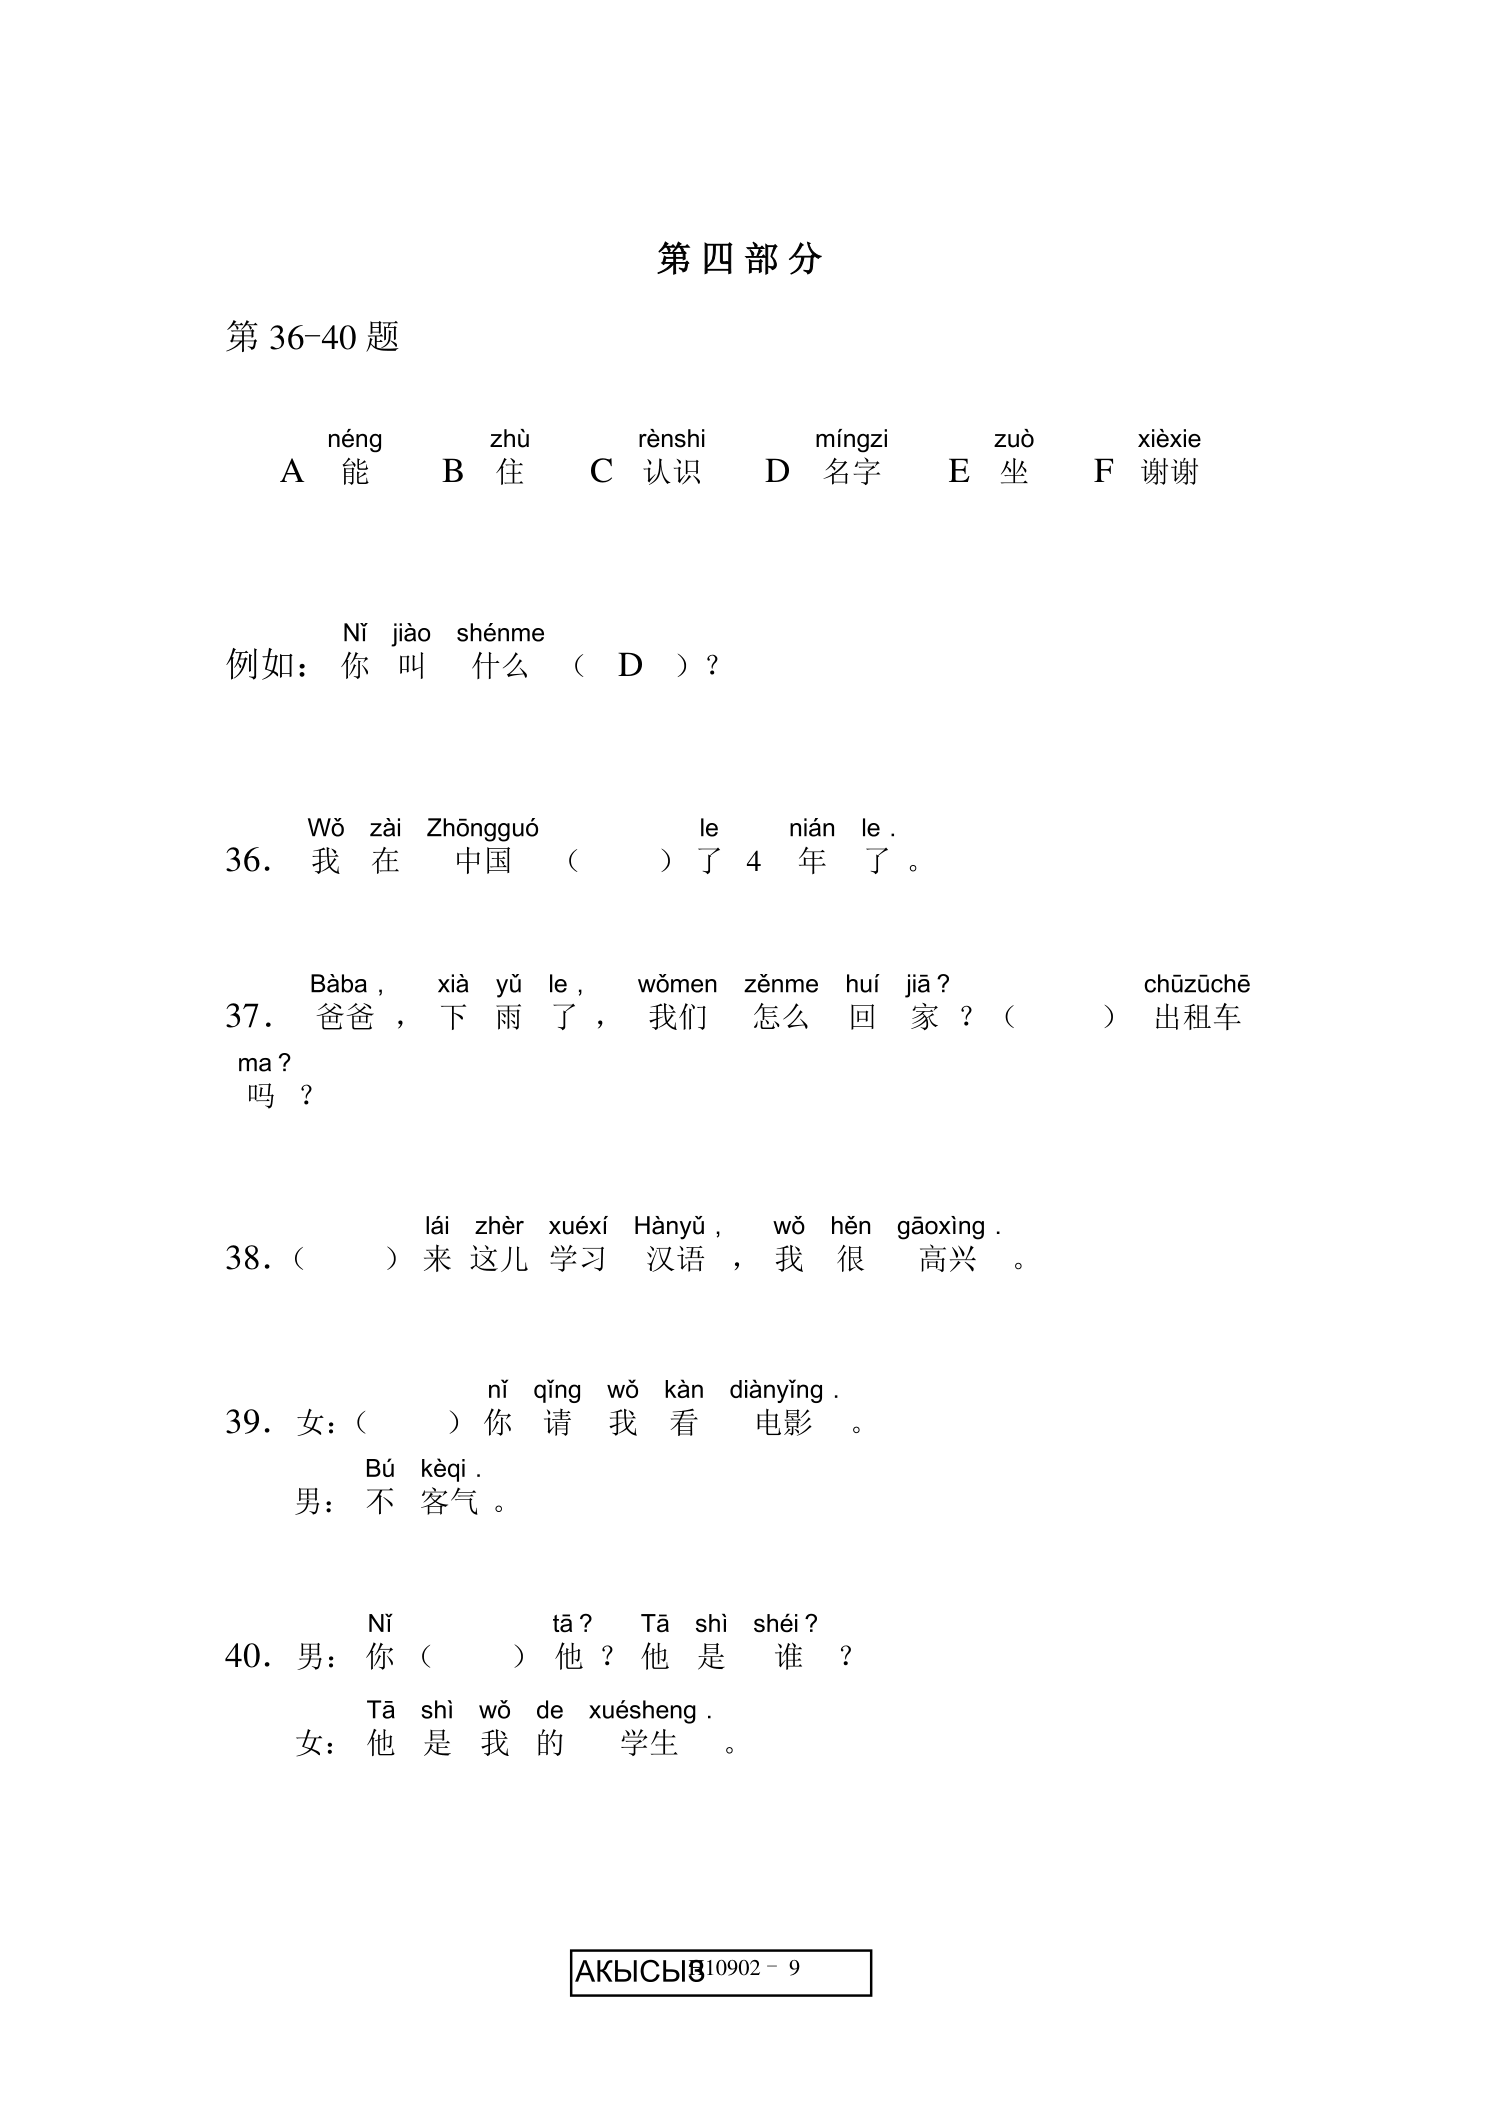 第四部分
第 36-40 题
néng zhù rènshi míngzi zuò xièxie
A 能 B 住 C 认识 D 名字 E 坐 F 谢谢
Nǐ jiào shénme
例如： 你 叫 什么 （ D ）？
Wǒ zài Zhōngguó le nián le .
36． 我 在 中国 （ ）了 4 年 了 。
Bàba , xià yǔ le , wǒmen zěnme huí jiā ? chūzūchē
37． 爸爸 ， 下 雨 了 ， 我们 怎么 回 家 ？（ ） 出租车
ma ?
吗 ？
lái zhèr xuéxí Hànyǔ , wǒ hěn gāoxìng .
38．（ ） 来 这儿 学习 汉语 ， 我 很 高兴 。
nǐ qǐng wǒ kàn diànyǐng .
39． 女：（ ） 你 请 我 看 电影 。
Bú kèqi .
男： 不 客气 。
Nǐ tā ? Tā shì shéi ?
40． 男： 你 （ ） 他 ？ 他 是 谁 ？
Tā shì wǒ de xuésheng .
女： 他 是 我 的 学生 。
АКЫСЫЗ 10902 - 9